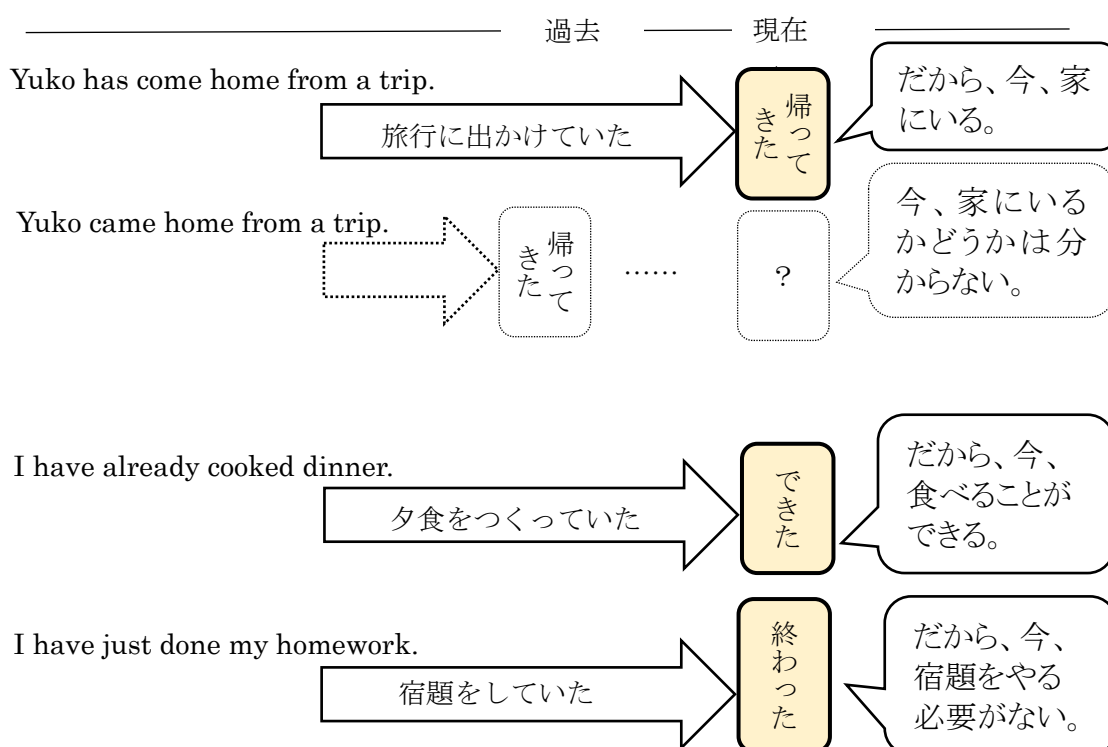 過去
現在
Yuko has come home from a trip.
旅行に出かけていた
帰って
きた
だから、今、家
にいる。
Yuko came home from a trip.
帰って
きた
……
？
今、家にいる
かどうかは分
からない。
I have already cooked dinner.
夕食をつくっていた
できた
だから、今、
食べることが
できる。
I have just done my homework.
宿題をしていた
終わった
だから、今、
宿題をやる
必要がない。